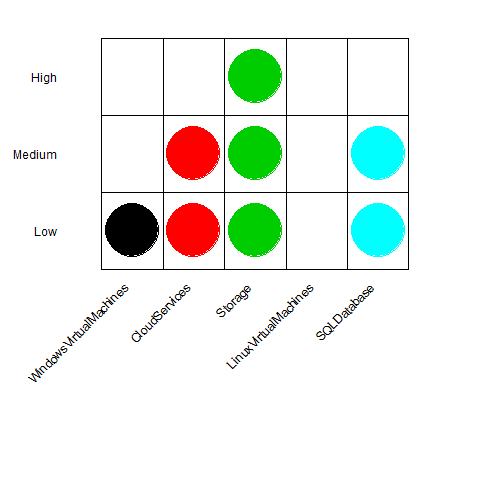 High
Medium
Low
WindowsVirtualMachines
CloudServices
Storage
LinuxVirtualMachines
SQLDatabase